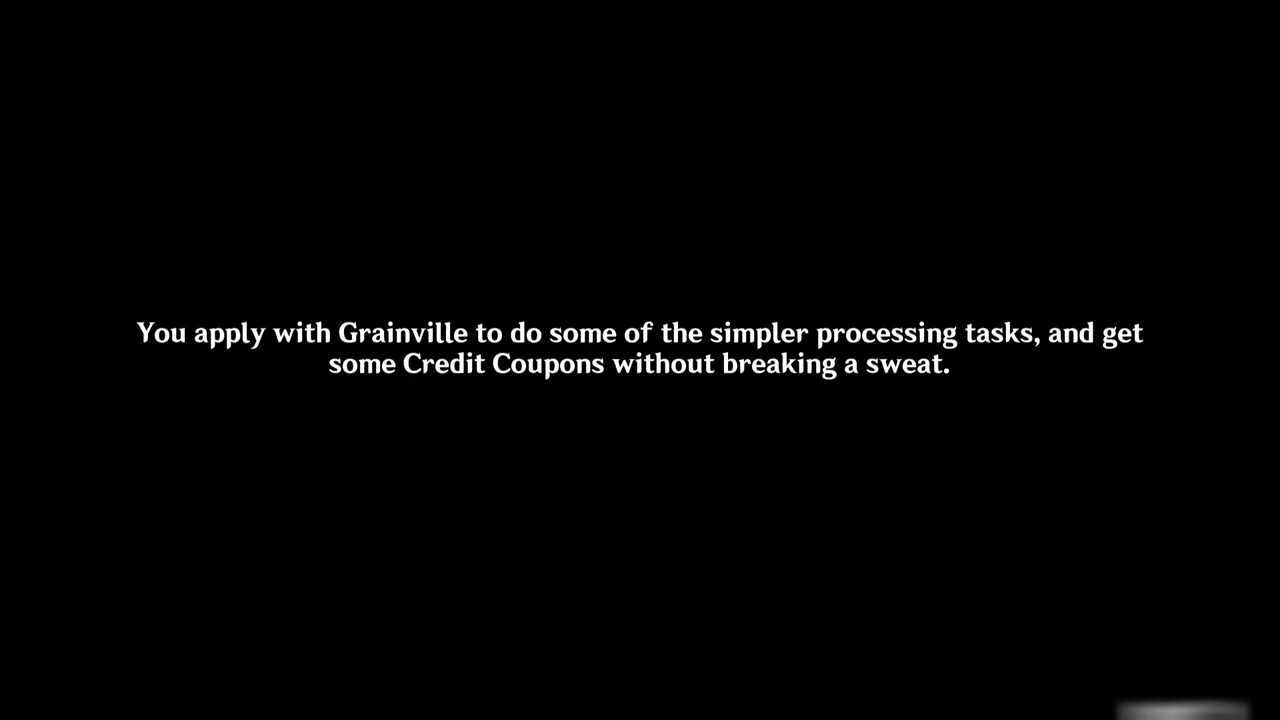 You apply with Grainville to do some of the simpler processing tasks, and get
some Credit Coupons without breaking a sweat.